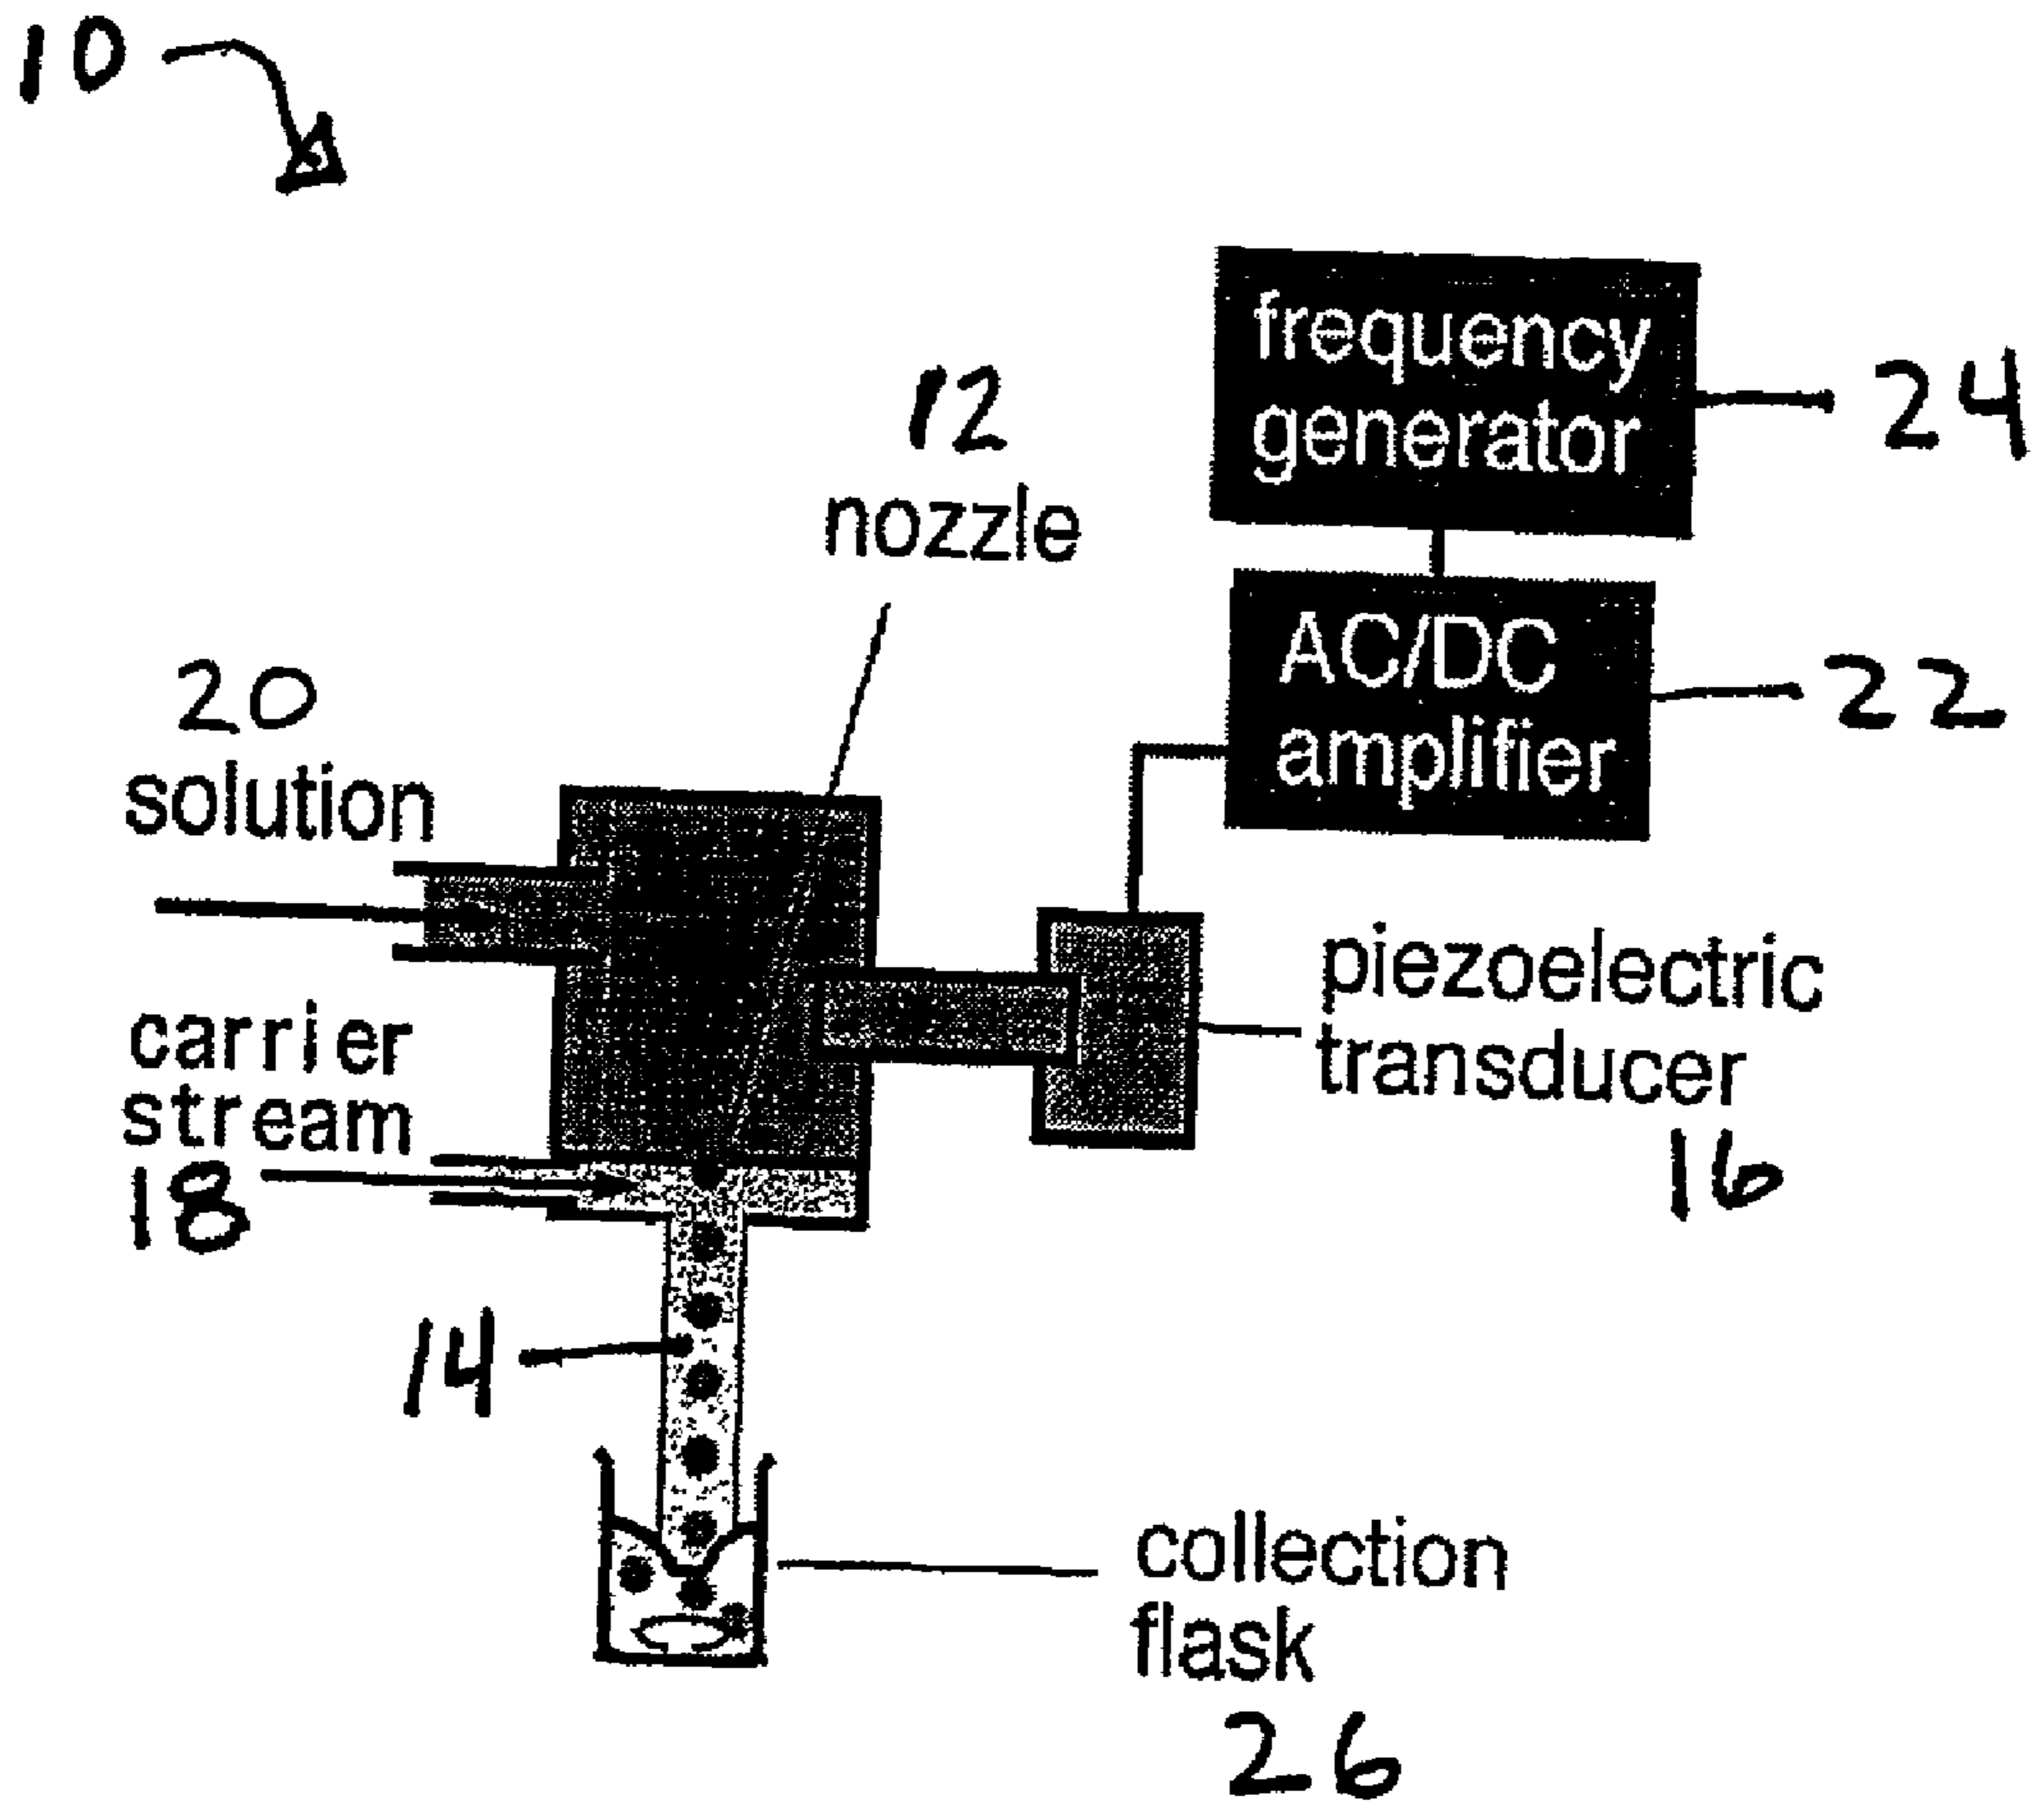 10
frequency
generator
24
12
nozzle
AC/DC
amplifier
22
20
solution
piezoelectric
transducer
16
carrier
stream
18
14
collection
flask
26